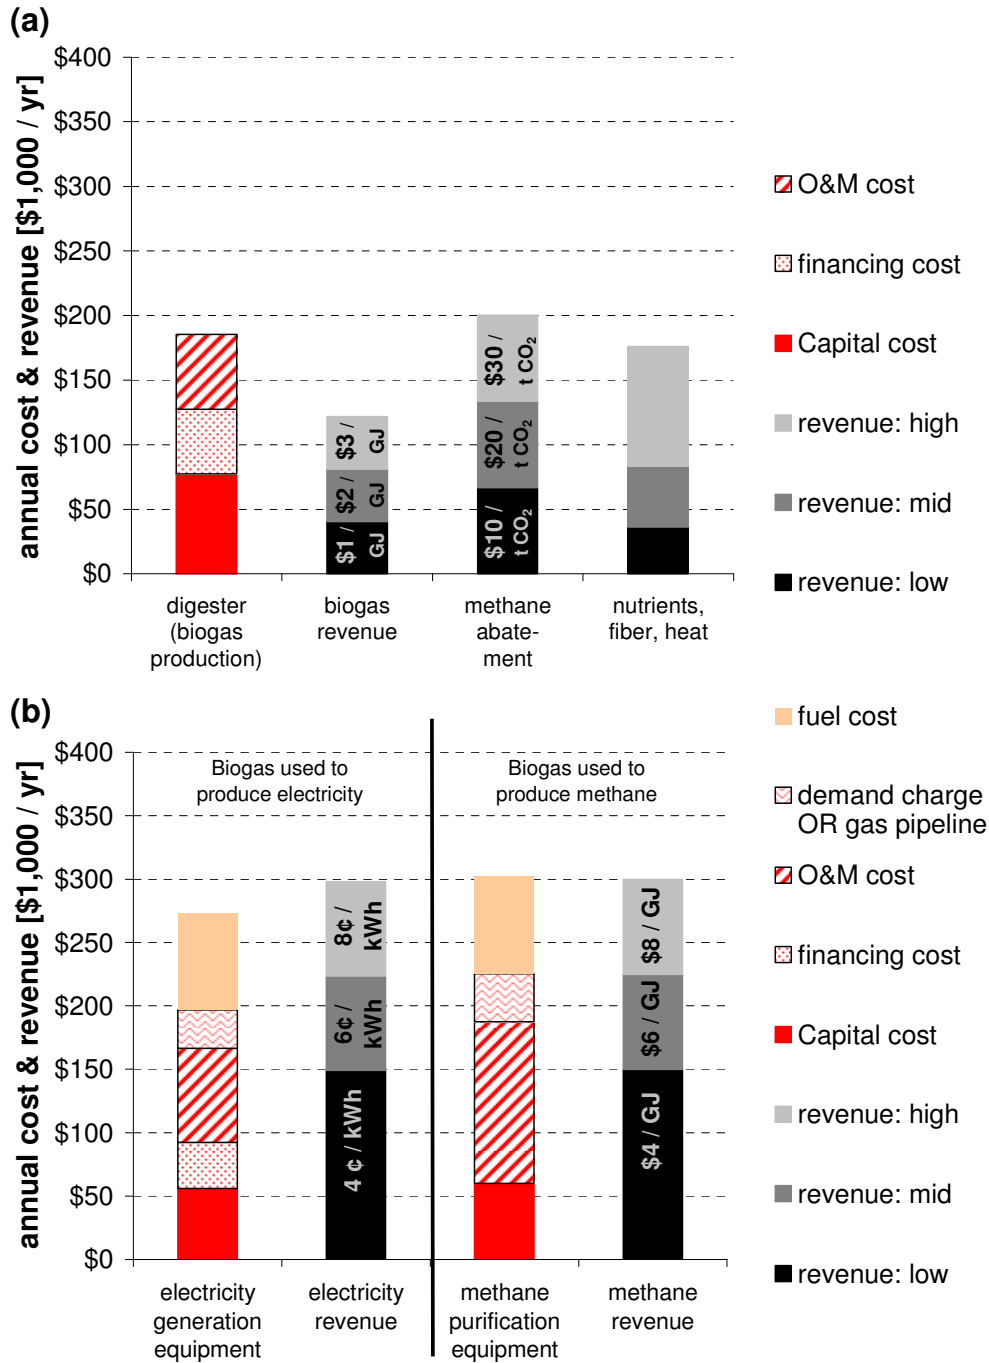 (a)
annual cost & revenue [$1,000 / yr]
$400
$350
$300
$250
$200
$150
$100
$50
$0
$1 /
GJ
$2 /
GJ
$3 /
GJ
$10 /
t CO₂
$20 /
t CO₂
$30 /
t CO₂
digester
(biogas
production)
biogas
revenue
methane
abate-
ment
nutrients,
fiber, heat
O&M cost
financing cost
Capital cost
revenue: high
revenue: mid
revenue: low
(b)
annual cost & revenue [$1,000 / yr]
$400
$350
$300
$250
$200
$150
$100
$50
$0
Biogas used to
produce electricity
Biogas used to
produce methane
4 ¢ / kWh
6¢ /
kWh
8¢ /
kWh
$4 / GJ
$6 / GJ
$8 / GJ
electricity
generation
equipment
electricity
revenue
methane
purification
equipment
methane
revenue
fuel cost
demand charge
OR gas pipeline
O&M cost
financing cost
Capital cost
revenue: high
revenue: mid
revenue: low